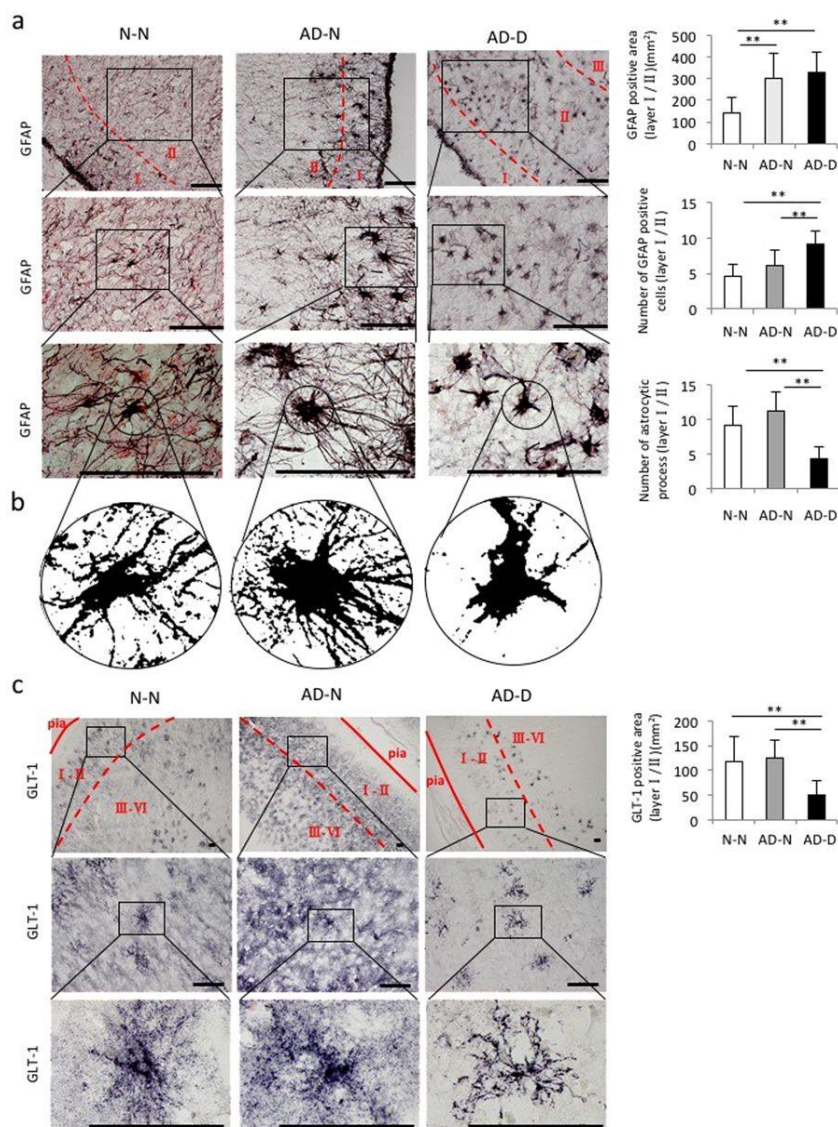 a
N-N
AD-N
AD-D
GFAP
II
I
II
I
III
II
I
GFAP
GFAP
GFAP positive area
(layer I / II)(mm²)
500
400
300
200
100
0
**
**
N-N
AD-N
AD-D
Number of GFAP positive
cells (layer I / II)
15
10
5
0
**
**
N-N
AD-N
AD-D
Number of astrocytic
process (layer I / II)
15
10
5
0
**
**
N-N
AD-N
AD-D
b
c
N-N
AD-N
AD-D
GLT-1
pia
I - II
III-VI
pia
I - II
III-VI
pia
I - II
III-VI
GLT-1
GLT-1
GLT-1 positive area
(layer I / II)(mm²)
200
150
100
50
0
**
**
N-N
AD-N
AD-D